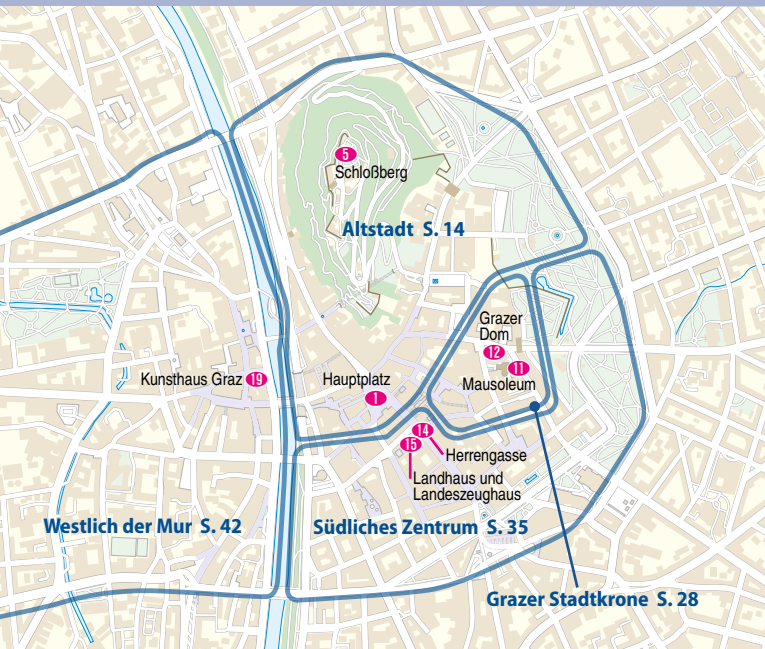 5
Schloßberg
Altstadt S. 14
Grazer
Dom
12
11
Mausoleum
Kunsthaus Graz 19
Hauptplatz
1
14
15
Herrengasse
Landhaus und
Landeszeughaus
Westlich der Mur S. 42
Südliches Zentrum S. 35
Grazer Stadtkrone S. 28